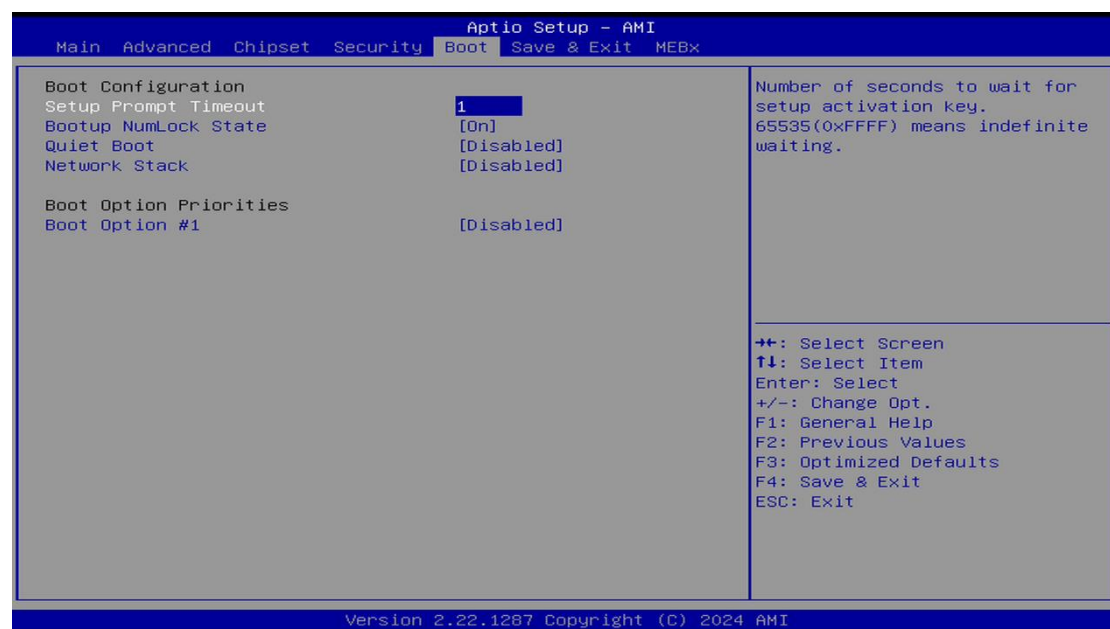 Aptio Setup – AMI
Main Advanced Chipset Security Boot Save & Exit MEBx
Boot Configuration
Setup Prompt Timeout 1
Bootup NumLock State [On]
Quiet Boot [Disabled]
Network Stack [Disabled]
Boot Option Priorities
Boot Option #1 [Disabled]
Number of seconds to wait for
setup activation key.
65535(0xFFFF) means indefinite
waiting.
→←: Select Screen
↑↓: Select Item
Enter: Select
+/-: Change Opt.
F1: General Help
F2: Previous Values
F3: Optimized Defaults
F4: Save & Exit
ESC: Exit
Version 2.22.1287 Copyright (C) 2024 AMI